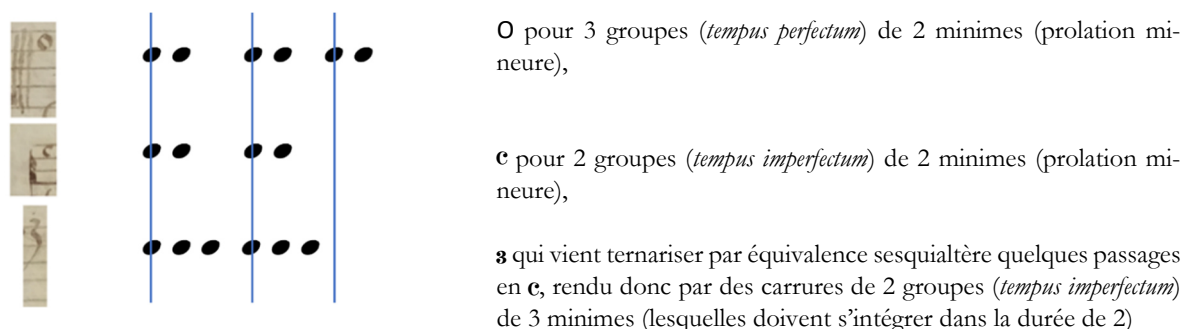 O pour 3 groupes (tempus perfectum) de 2 minimes (prolation mi-
neure),
c pour 2 groupes (tempus imperfectum) de 2 minimes (prolation mi-
neure),
3 qui vient ternariser par équivalence sesquialtère quelques passages
en c, rendu donc par des carrures de 2 groupes (tempus imperfectum)
de 3 minimes (lesquelles doivent s'intégrer dans la durée de 2)